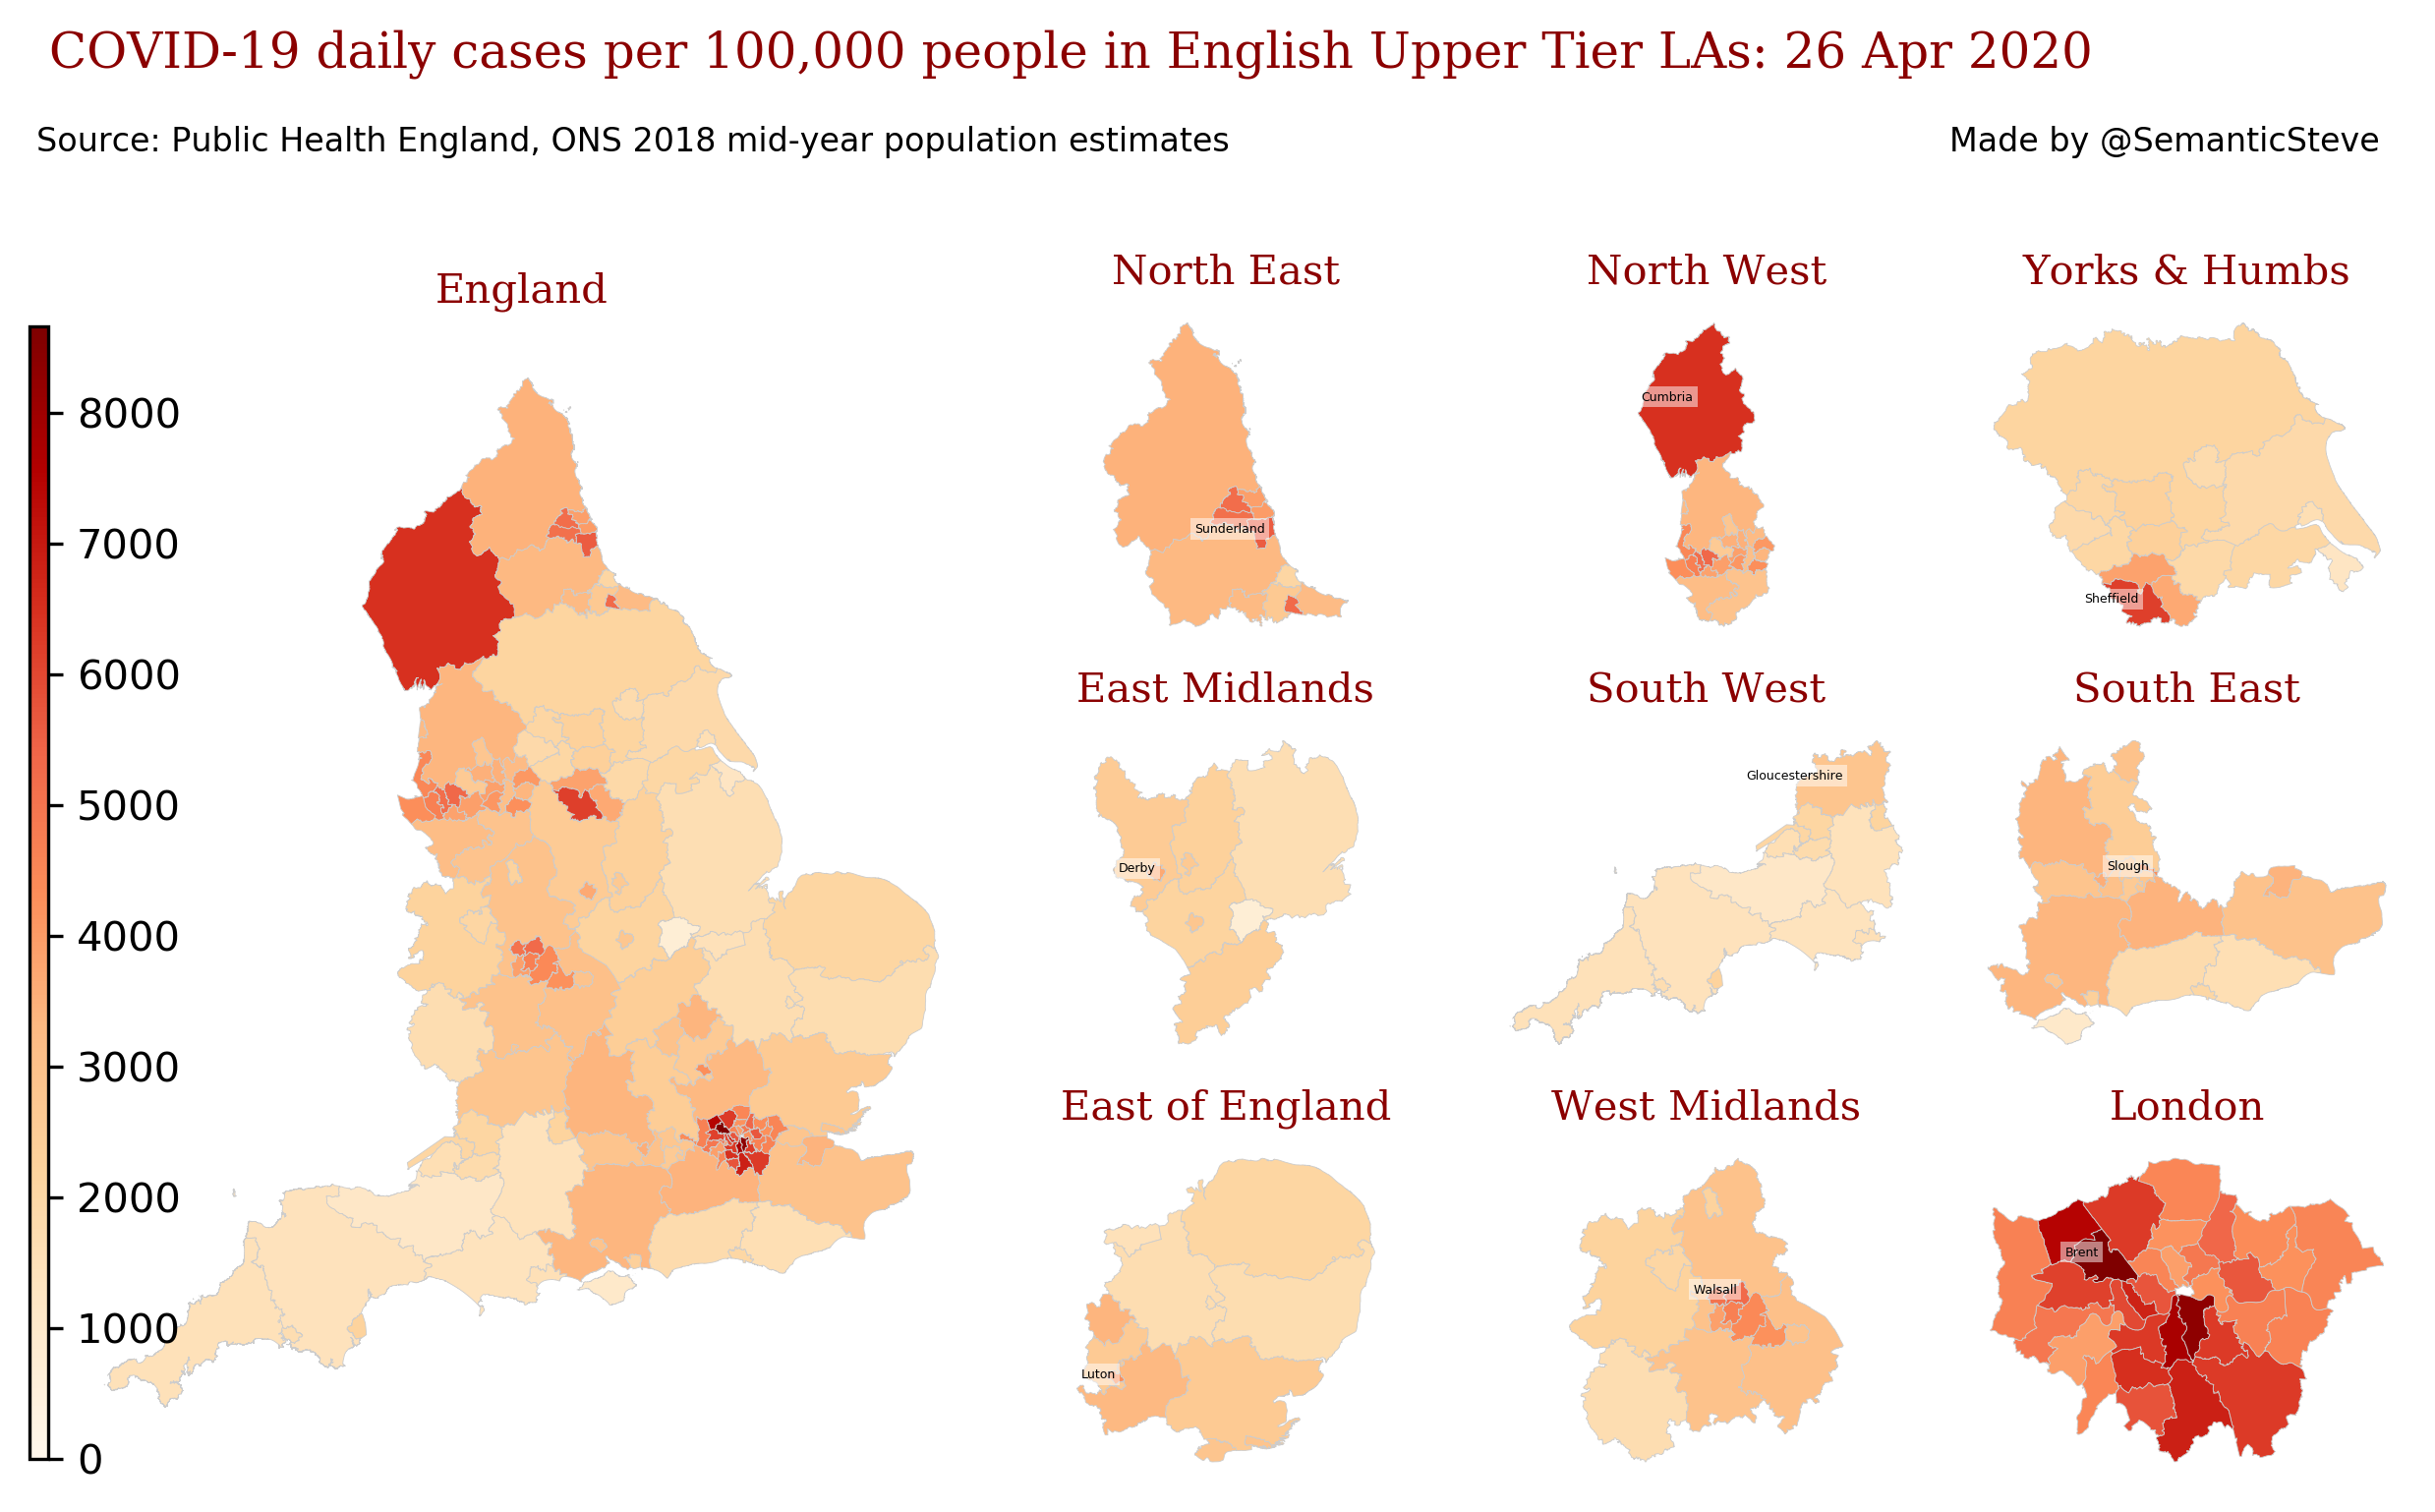 COVID-19 daily cases per 100,000 people in English Upper Tier LAs: 26 Apr 2020
Source: Public Health England, ONS 2018 mid-year population estimates
Made by @SemanticSteve
England
8000
7000
6000
5000
4000
3000
2000
1000
0
North East
Sunderland
North West
Cumbria
Yorks & Humbs
Sheffield
East Midlands
Derby
South West
Gloucestershire
South East
Slough
East of England
Luton
West Midlands
Walsall
London
Brent